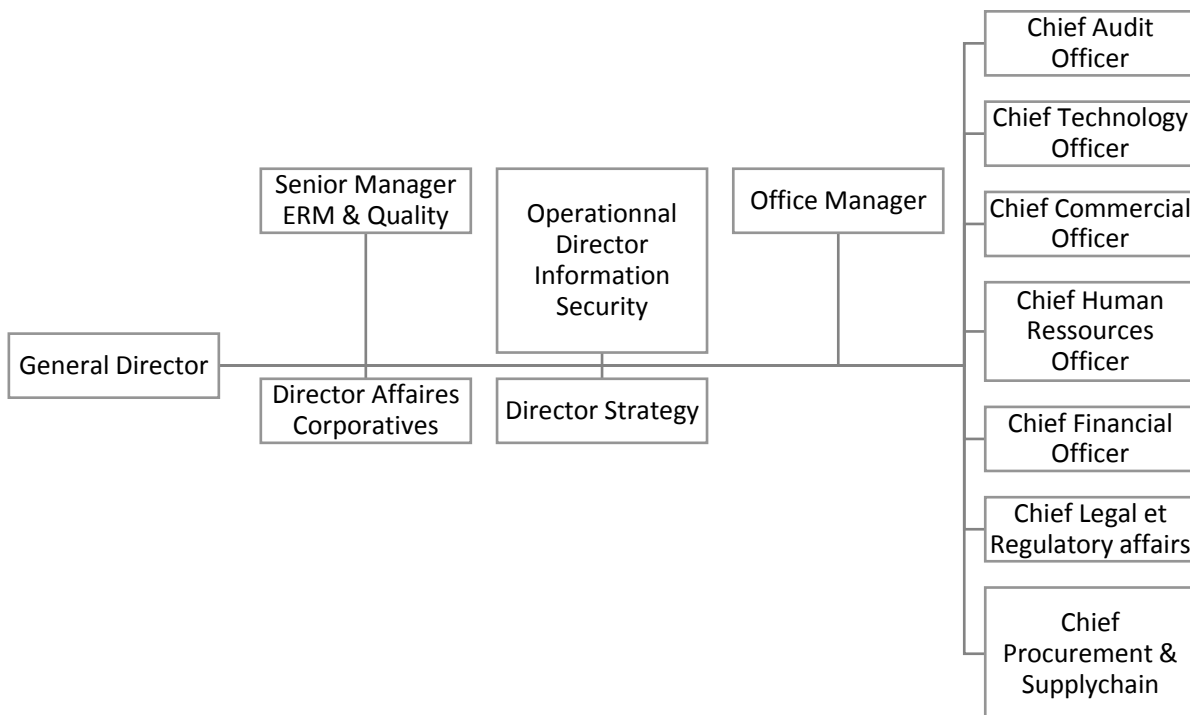 General Director
Senior Manager
ERM & Quality
Director Affaires
Corporatives
Operationnal
Director
Information
Security
Director Strategy
Office Manager
Chief Audit
Officer
Chief Technology
Officer
Chief Commercial
Officer
Chief Human
Ressources
Officer
Chief Financial
Officer
Chief Legal et
Regulatory affairs
Chief
Procurement &
Supplychain